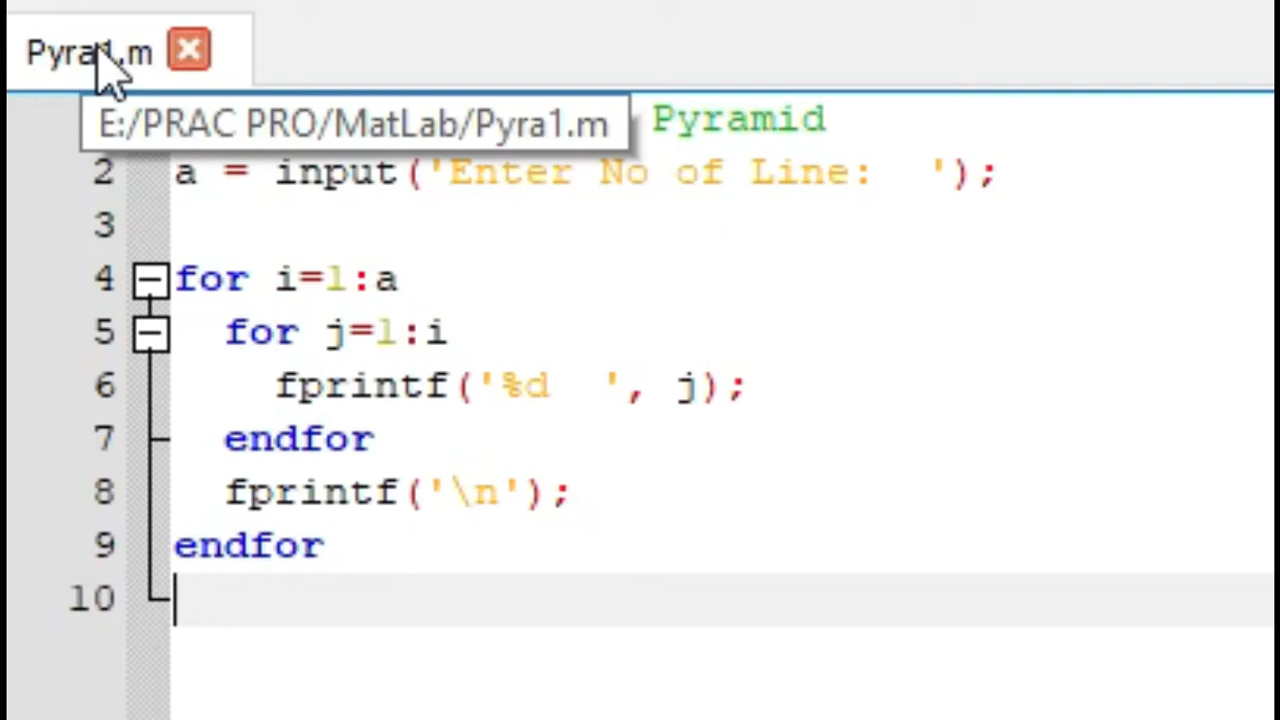 Pyra1.m
E:/PRAC PRO/MatLab/Pyra1.m Pyramid
2 a = input('Enter No of Line:  ');
3
4 for i=1:a
5 for j=1:i
6 fprintf('%d  ', j);
7 endfor
8 fprintf('\n');
9 endfor
10